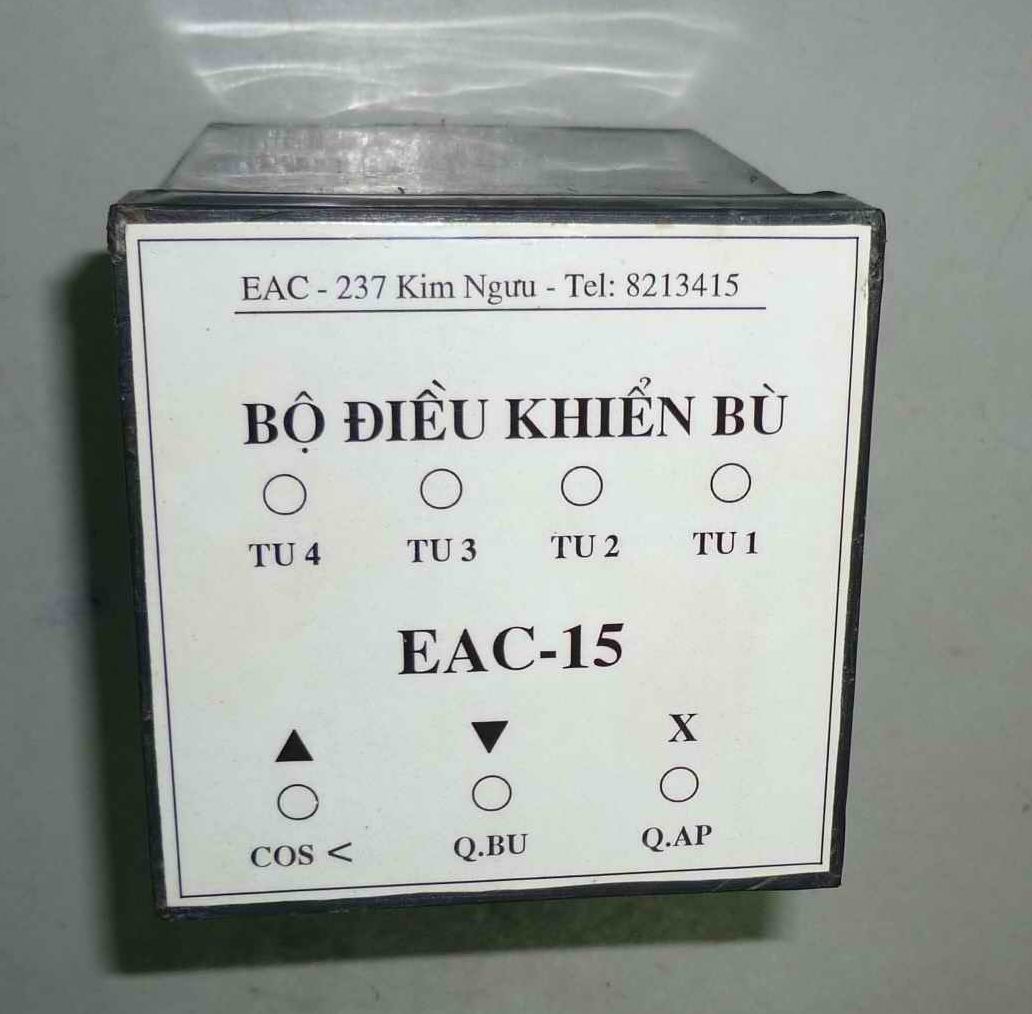 EAC - 237 Kim Ngưu - Tel: 8213415
BỘ ĐIỀU KHIỂN BÙ
TU 4 TU 3 TU 2 TU 1
EAC-15
▲ ▼ X
COS < Q.BU Q.AP